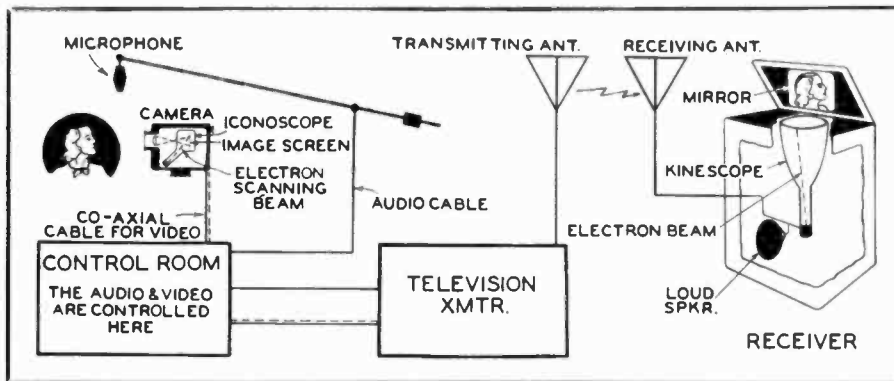 MICROPHONE
TRANSMITTING ANT.
RECEIVING ANT.
MIRROR
CAMERA
ICONOSCOPE
IMAGE SCREEN
ELECTRON
SCANNING
BEAM
KINESCOPE
CO-AXIAL
CABLE FOR VIDEO
AUDIO CABLE
ELECTRON BEAM
CONTROL ROOM
THE AUDIO & VIDEO
ARE CONTROLLED
HERE
TELEVISION
XMTR.
LOUD
SPKR.
RECEIVER